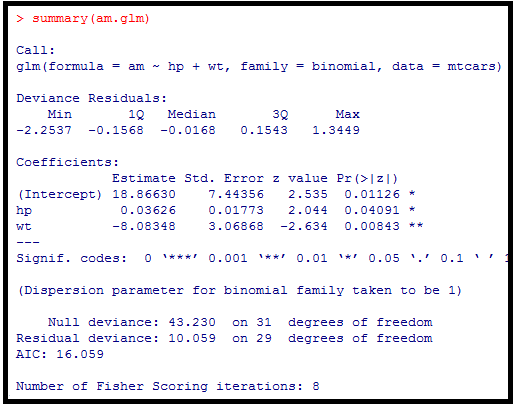 > summary(am.glm)
Call:
glm(formula = am ~ hp + wt, family = binomial, data = mtcars)
Deviance Residuals:
Min 1Q Median 3Q Max
-2.2537 -0.1568 -0.0168 0.1543 1.3449
Coefficients:
Estimate Std. Error z value Pr(>|z|)
(Intercept) 18.86630 7.44356 2.535 0.01126 *
hp 0.03626 0.01773 2.044 0.04091 *
wt -8.08348 3.06868 -2.634 0.00843 **
---
Signif. codes: 0 ‘***’ 0.001 ‘**’ 0.01 ‘*’ 0.05 ‘.’ 0.1 ‘ ’ 1
(Dispersion parameter for binomial family taken to be 1)
Null deviance: 43.230 on 31 degrees of freedom
Residual deviance: 10.059 on 29 degrees of freedom
AIC: 16.059
Number of Fisher Scoring iterations: 8